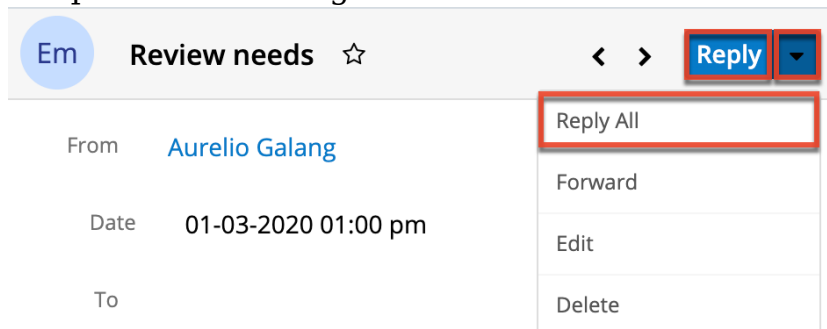 Em Review needs Reply
Reply All
From Aurelio Galang
Forward
Date 01-03-2020 01:00 pm
Edit
To
Delete